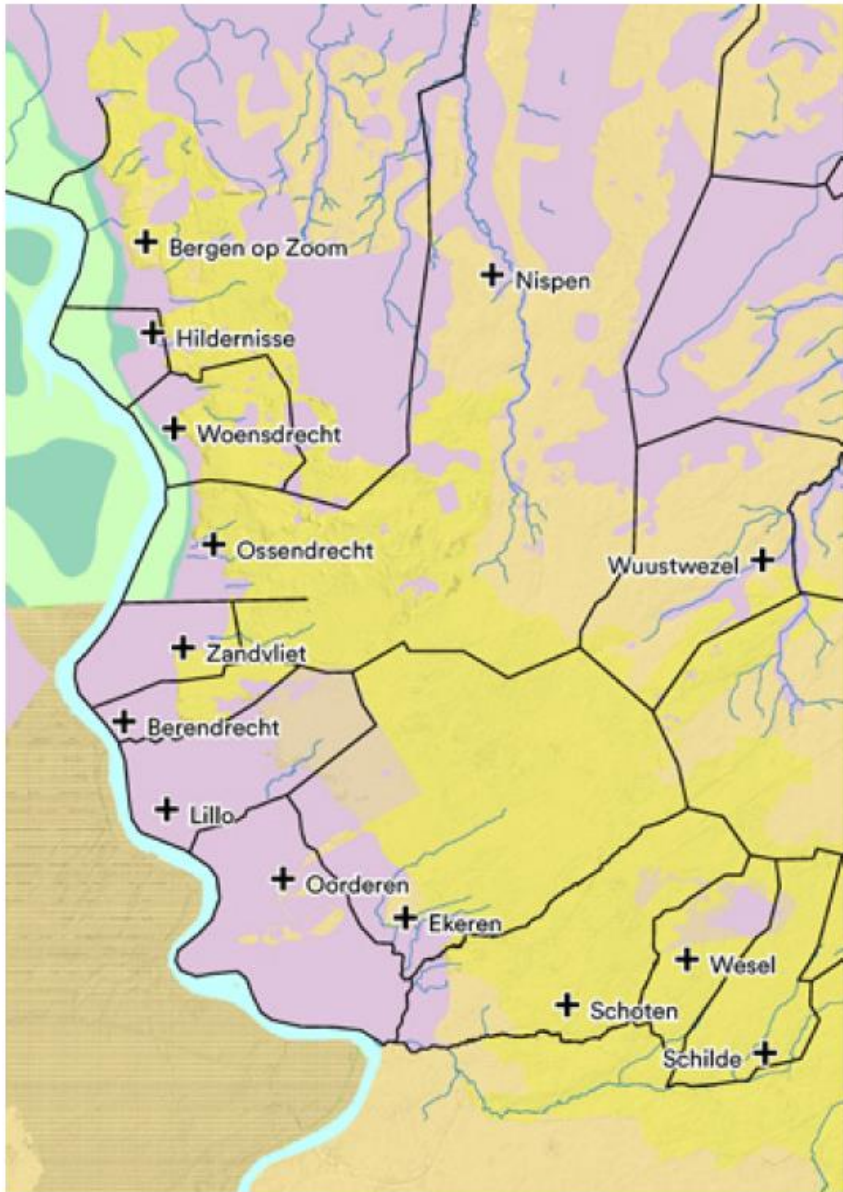 Bergen op Zoom
Nispen
Hildernisse
Woensdrecht
Ossendrecht
Wuustwezel
Zandvliet
Berendrecht
Lillo
Oorderen
Ekeren
Wesel
Schoten
Schilde